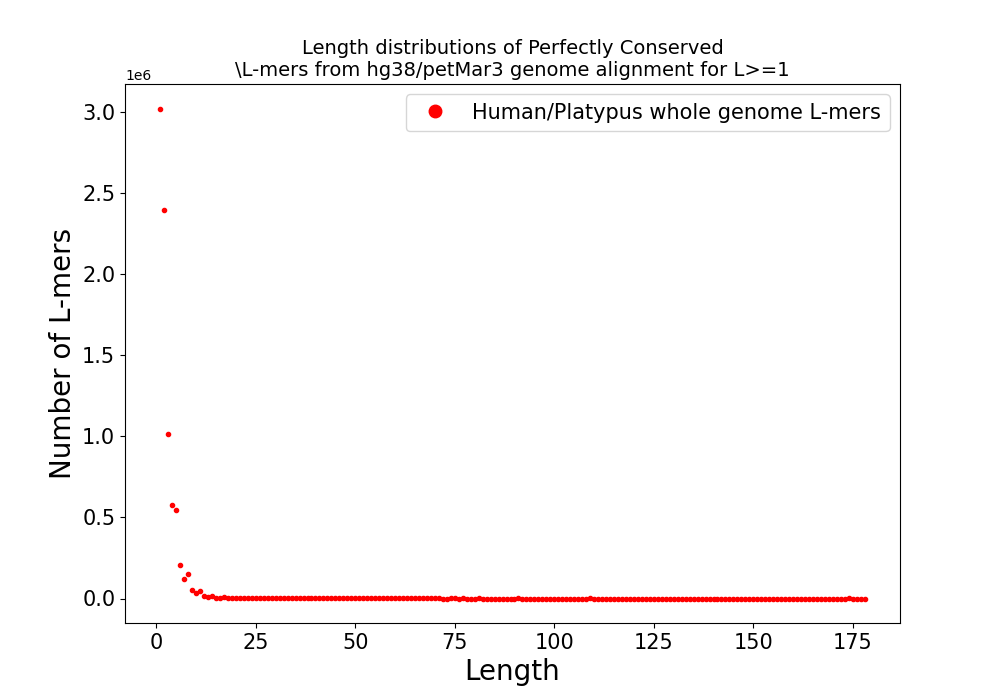 Length distributions of Perfectly Conserved
\L-mers from hg38/petMar3 genome alignment for L>=1
1e6
Human/Platypus whole genome L-mers
3.0
2.5
2.0
1.5
1.0
0.5
0.0
Number of L-mers
0 25 50 75 100 125 150 175
Length